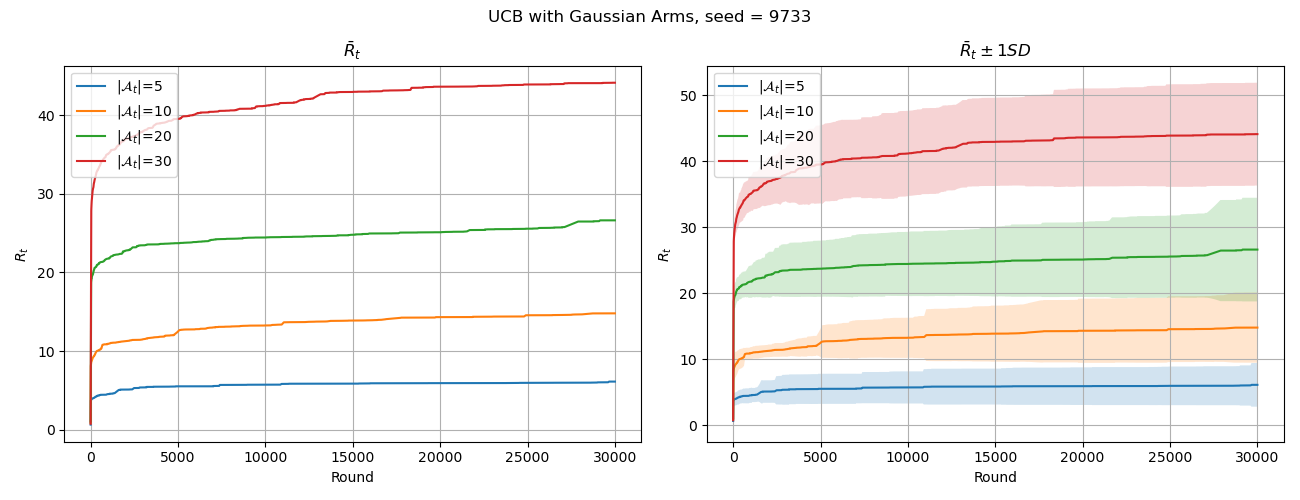 UCB with Gaussian Arms, seed = 9733
R̄ₜ
|𝒜ₜ|=5
|𝒜ₜ|=10
|𝒜ₜ|=20
|𝒜ₜ|=30
Rₜ
40
30
20
10
0
0 5000 10000 15000 20000 25000 30000
Round
R̄ₜ ± 1SD
|𝒜ₜ|=5
|𝒜ₜ|=10
|𝒜ₜ|=20
|𝒜ₜ|=30
Rₜ
50
40
30
20
10
0
0 5000 10000 15000 20000 25000 30000
Round